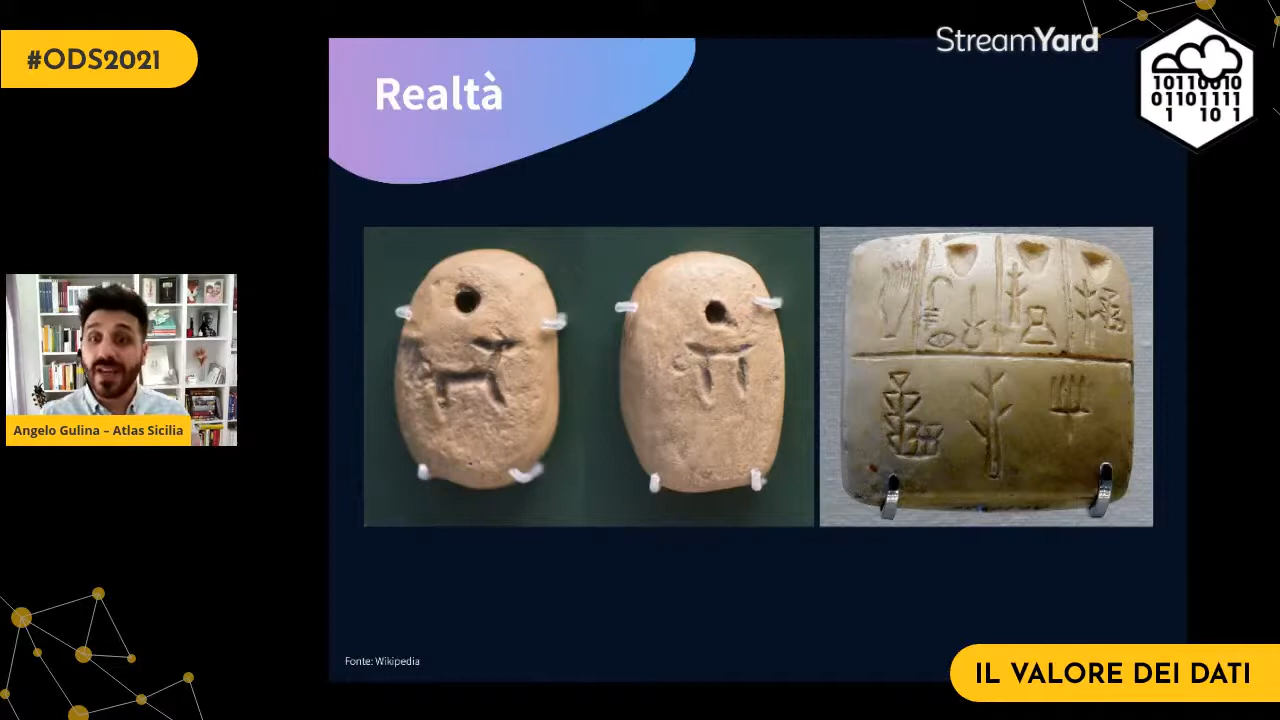 #ODS2021
StreamYard
10110010
01101111
1 10 1
Realtà
Angelo Gulina – Atlas Sicilia
Fonte: Wikipedia
IL VALORE DEI DATI